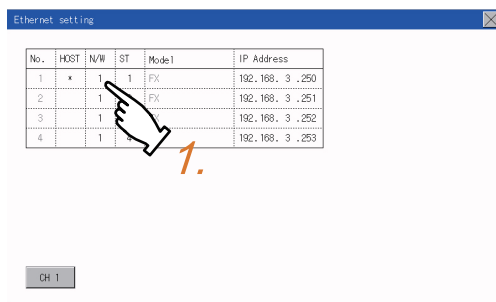 Ethernet setting
No. HOST N/W ST Model IP Address
1 * 1 1 FX 192.168. 3 .250
2 1 FX 192.168. 3 .251
3 1 192.168. 3 .252
4 1 4 192.168. 3 .253
1.
CH 1